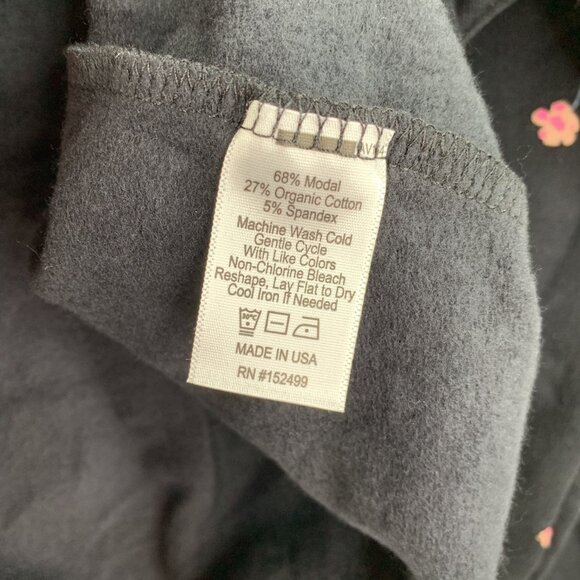 68% Modal
27% Organic Cotton
5% Spandex
Machine Wash Cold
Gentle Cycle
With Like Colors
Non-Chlorine Bleach
Reshape, Lay Flat to Dry
Cool Iron If Needed
30°C
MADE IN USA
RN #152499